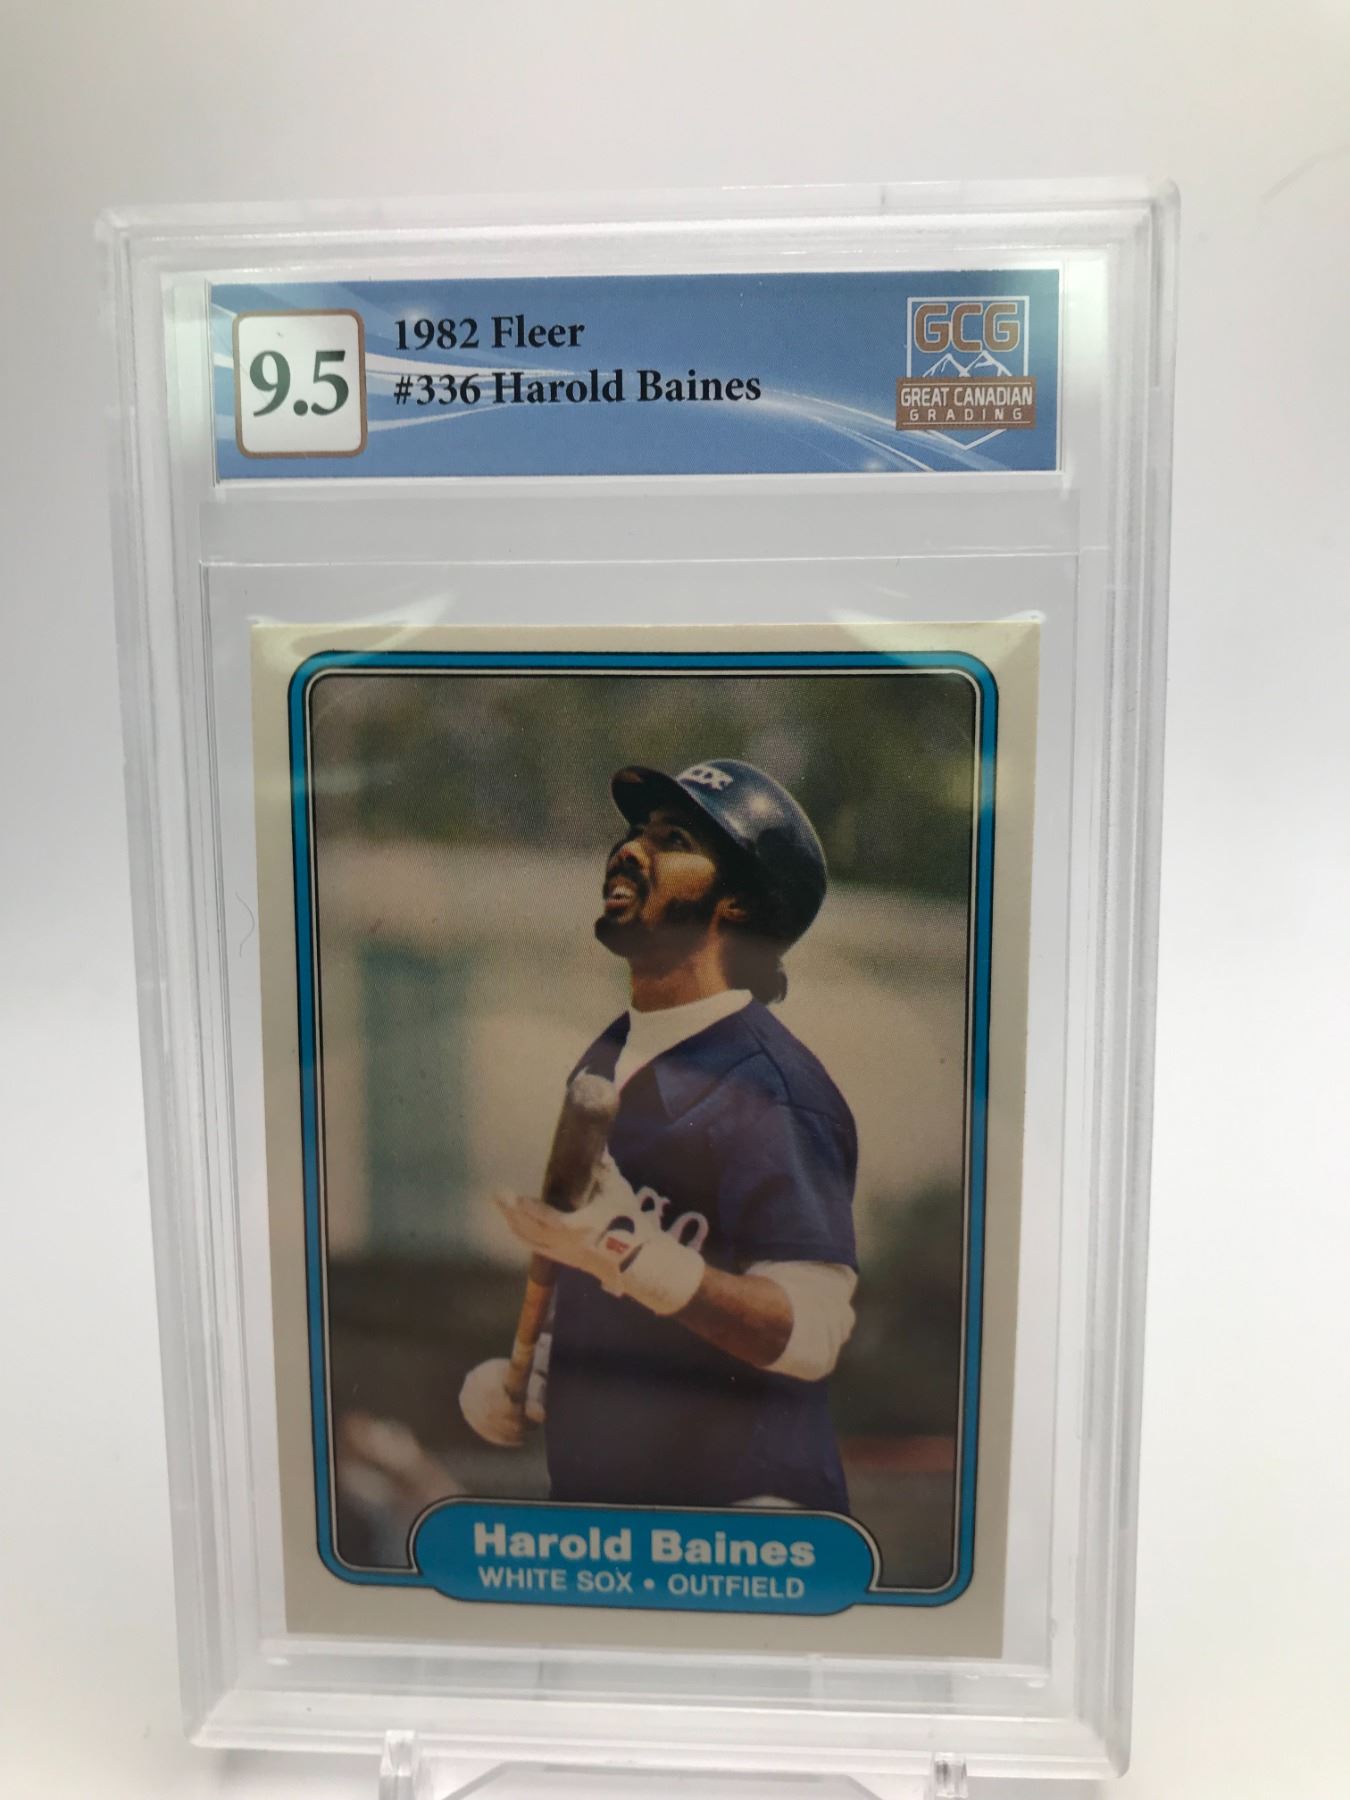 9.5
1982 Fleer
#336 Harold Baines
GCG
GREAT CANADIAN
GRADING
Harold Baines
WHITE SOX • OUTFIELD